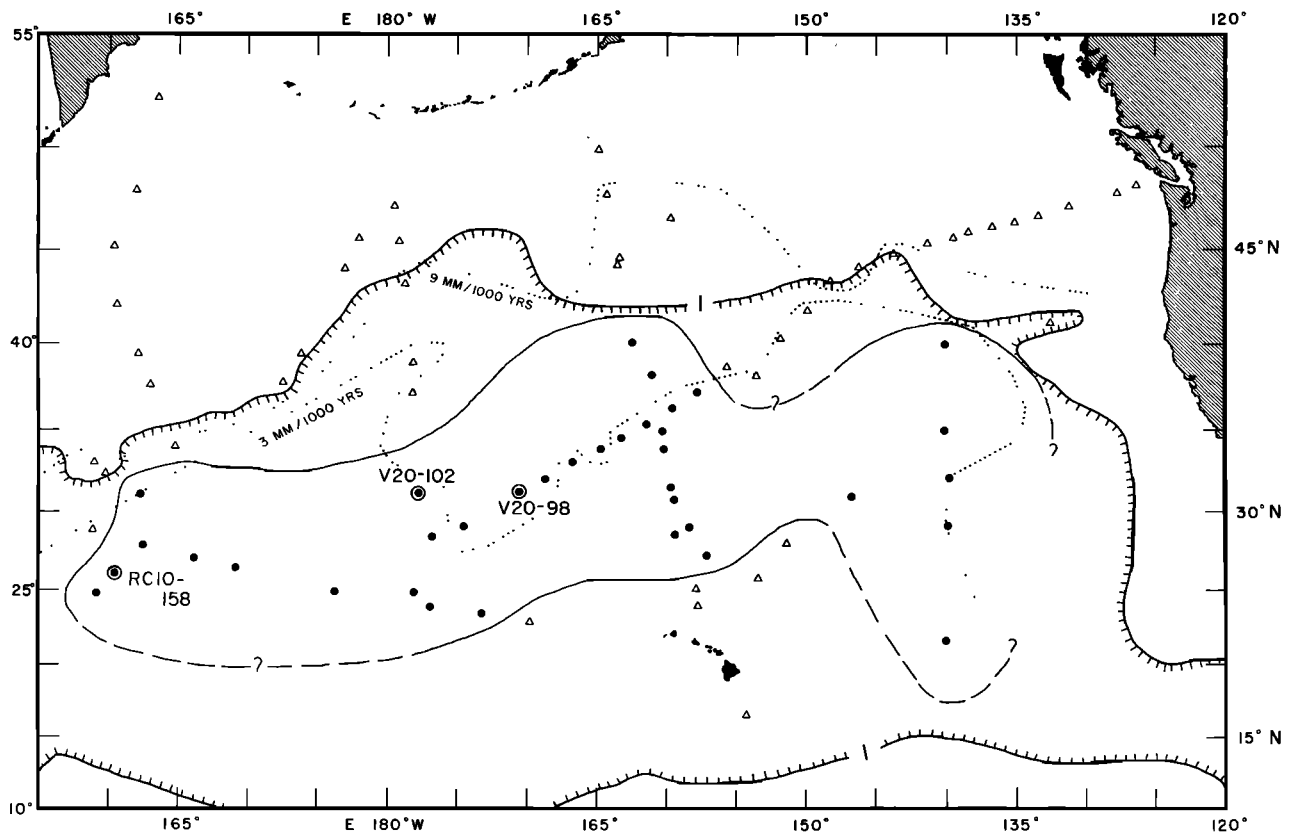 165° E 180° W 165° 150° 135° 120°
55°
45°N
9 MM/1000 YRS
I
40°
?
3 MM/1000 YRS
?
V20-102
V20-98
30°N
RC10-
158
25°
?
?
I
15°N
10°
165° E 180° W 165° 150° 135° 120°